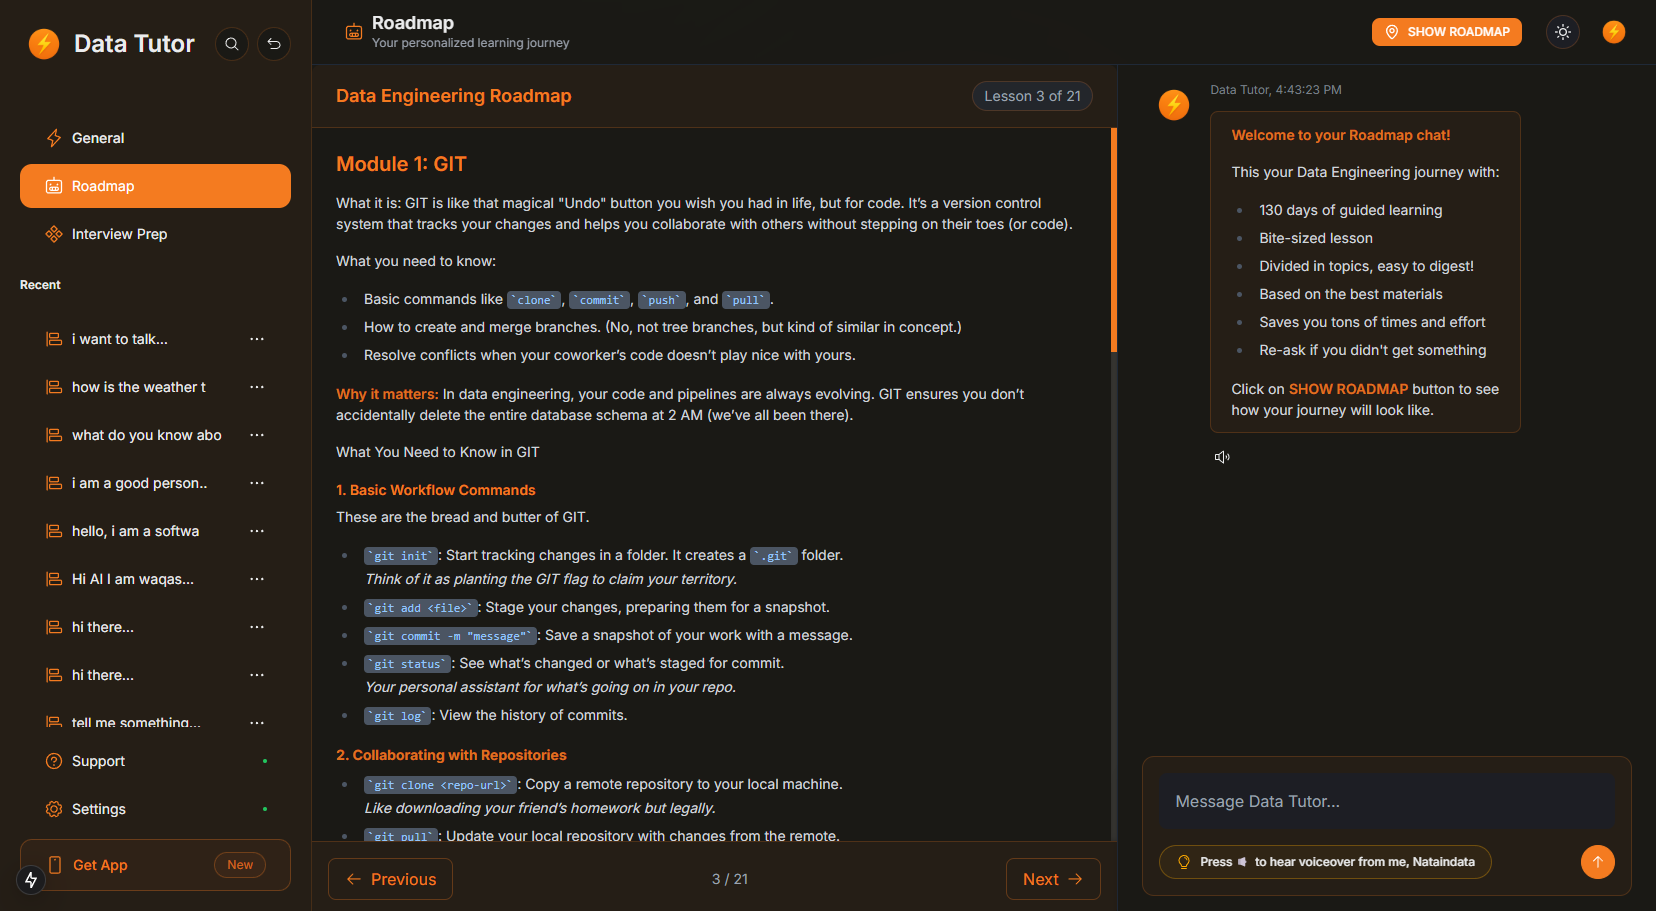 Data Tutor
General
Roadmap
Interview Prep
Recent
i want to talk...
how is the weather t
what do you know abo
i am a good person..
hello, i am a softwa
Hi AI I am waqas...
hi there...
hi there...
tell me something...
Support
Settings
Get App
New
Roadmap
Your personalized learning journey
SHOW ROADMAP
Data Engineering Roadmap
Lesson 3 of 21
Module 1: GIT
What it is: GIT is like that magical "Undo" button you wish you had in life, but for code. It’s a version control
system that tracks your changes and helps you collaborate with others without stepping on their toes (or code).
What you need to know:
Basic commands like `clone`, `commit`, `push`, and `pull`.
How to create and merge branches. (No, not tree branches, but kind of similar in concept.)
Resolve conflicts when your coworker’s code doesn’t play nice with yours.
Why it matters: In data engineering, your code and pipelines are always evolving. GIT ensures you don’t
accidentally delete the entire database schema at 2 AM (we’ve all been there).
What You Need to Know in GIT
1. Basic Workflow Commands
These are the bread and butter of GIT.
`git init`: Start tracking changes in a folder. It creates a `.git` folder.
Think of it as planting the GIT flag to claim your territory.
`git add <file>`: Stage your changes, preparing them for a snapshot.
`git commit -m "message"`: Save a snapshot of your work with a message.
`git status`: See what’s changed or what’s staged for commit.
Your personal assistant for what’s going on in your repo.
`git log`: View the history of commits.
2. Collaborating with Repositories
`git clone <repo-url>`: Copy a remote repository to your local machine.
Like downloading your friend’s homework but legally.
`git pull`: Update your local repository with changes from the remote.
Previous
3 / 21
Next
Data Tutor, 4:43:23 PM
Welcome to your Roadmap chat!
This your Data Engineering journey with:
130 days of guided learning
Bite-sized lesson
Divided in topics, easy to digest!
Based on the best materials
Saves you tons of times and effort
Re-ask if you didn't get something
Click on SHOW ROADMAP button to see
how your journey will look like.
Message Data Tutor...
Press to hear voiceover from me, Nataindata